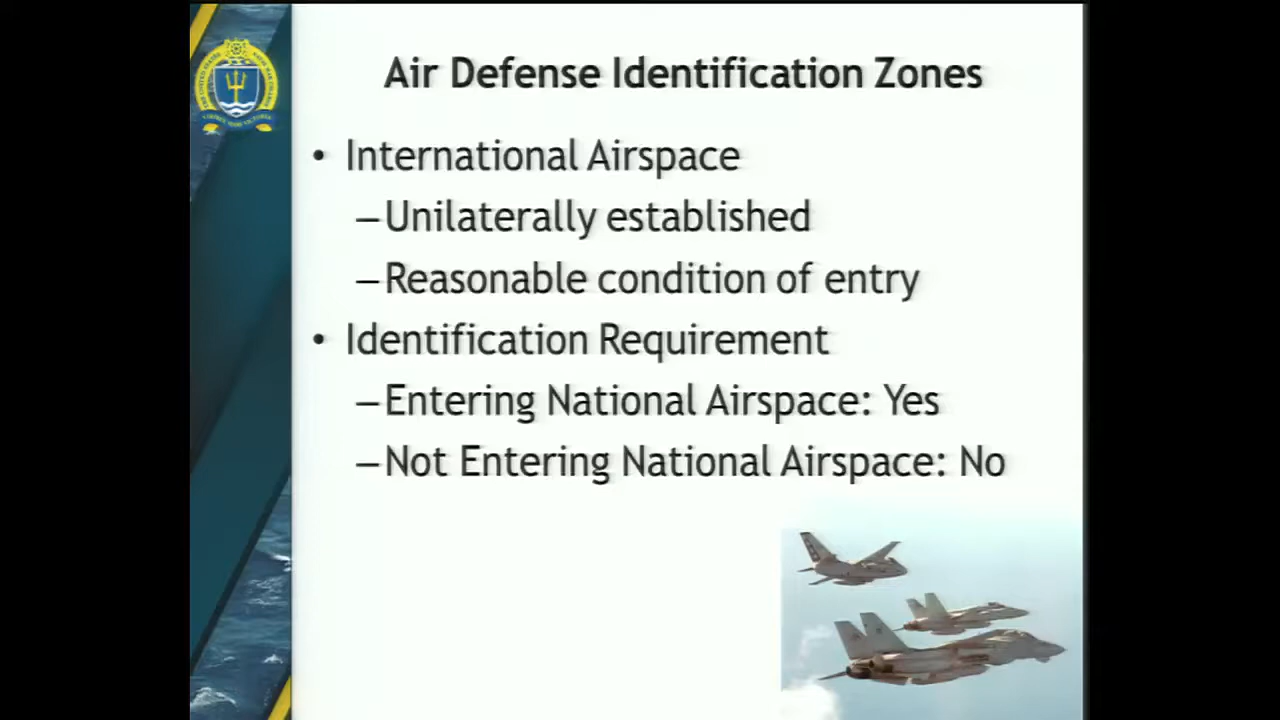 Air Defense Identification Zones
• International Airspace
–Unilaterally established
–Reasonable condition of entry
• Identification Requirement
–Entering National Airspace: Yes
–Not Entering National Airspace: No